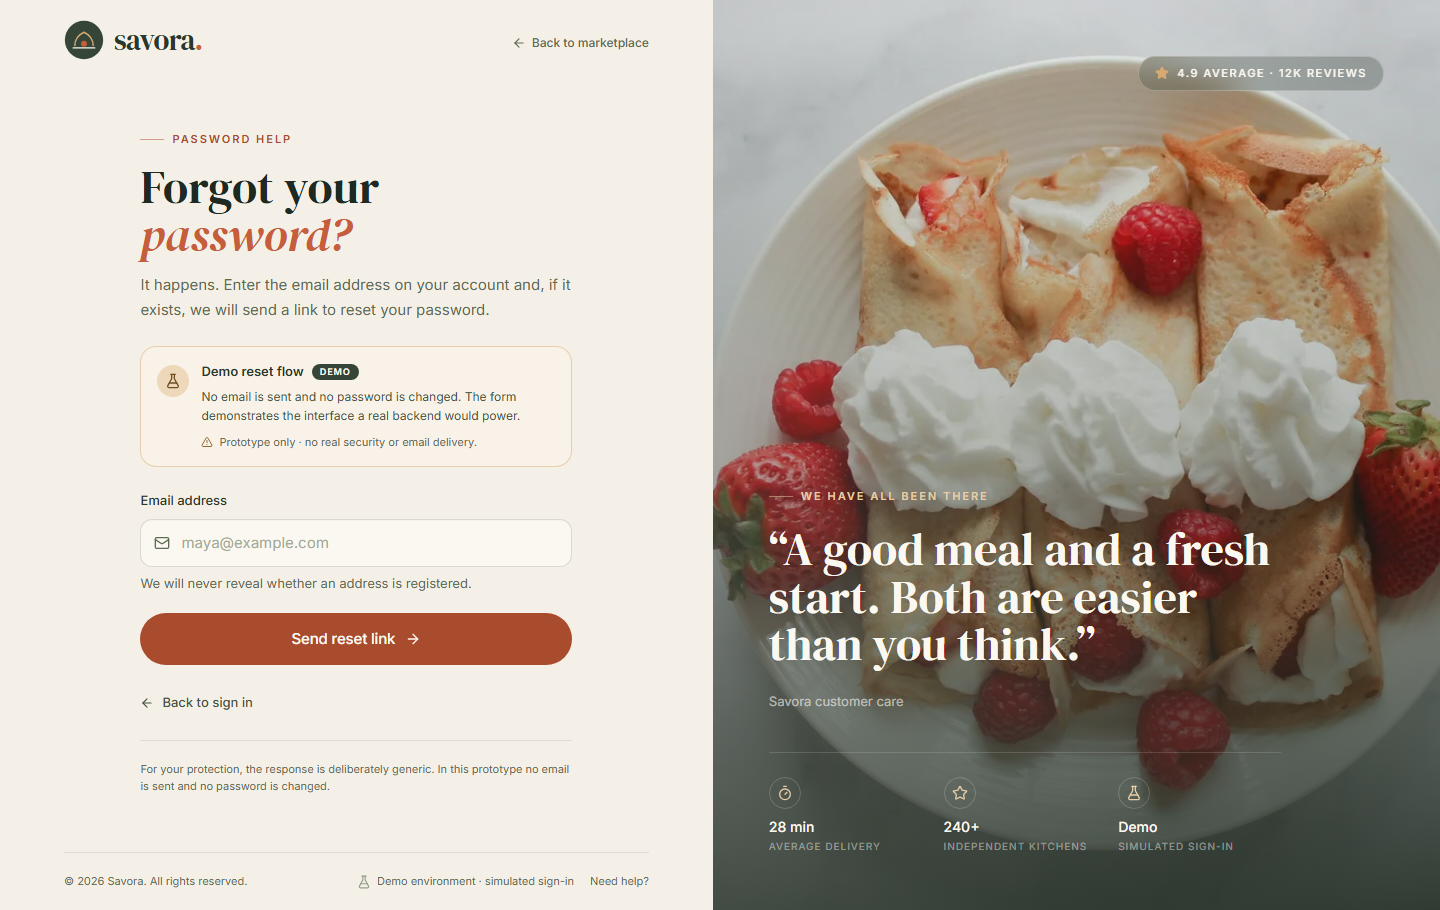 savora.
Back to marketplace
PASSWORD HELP
Forgot your
password?
It happens. Enter the email address on your account and, if it
exists, we will send a link to reset your password.
Demo reset flow DEMO
No email is sent and no password is changed. The form
demonstrates the interface a real backend would power.
Prototype only · no real security or email delivery.
Email address
maya@example.com
We will never reveal whether an address is registered.
Send reset link
Back to sign in
For your protection, the response is deliberately generic. In this prototype no email
is sent and no password is changed.
© 2026 Savora. All rights reserved.
Demo environment · simulated sign-in
Need help?
4.9 AVERAGE · 12K REVIEWS
WE HAVE ALL BEEN THERE
“A good meal and a fresh
start. Both are easier
than you think.”
Savora customer care
28 min
AVERAGE DELIVERY
240+
INDEPENDENT KITCHENS
Demo
SIMULATED SIGN-IN